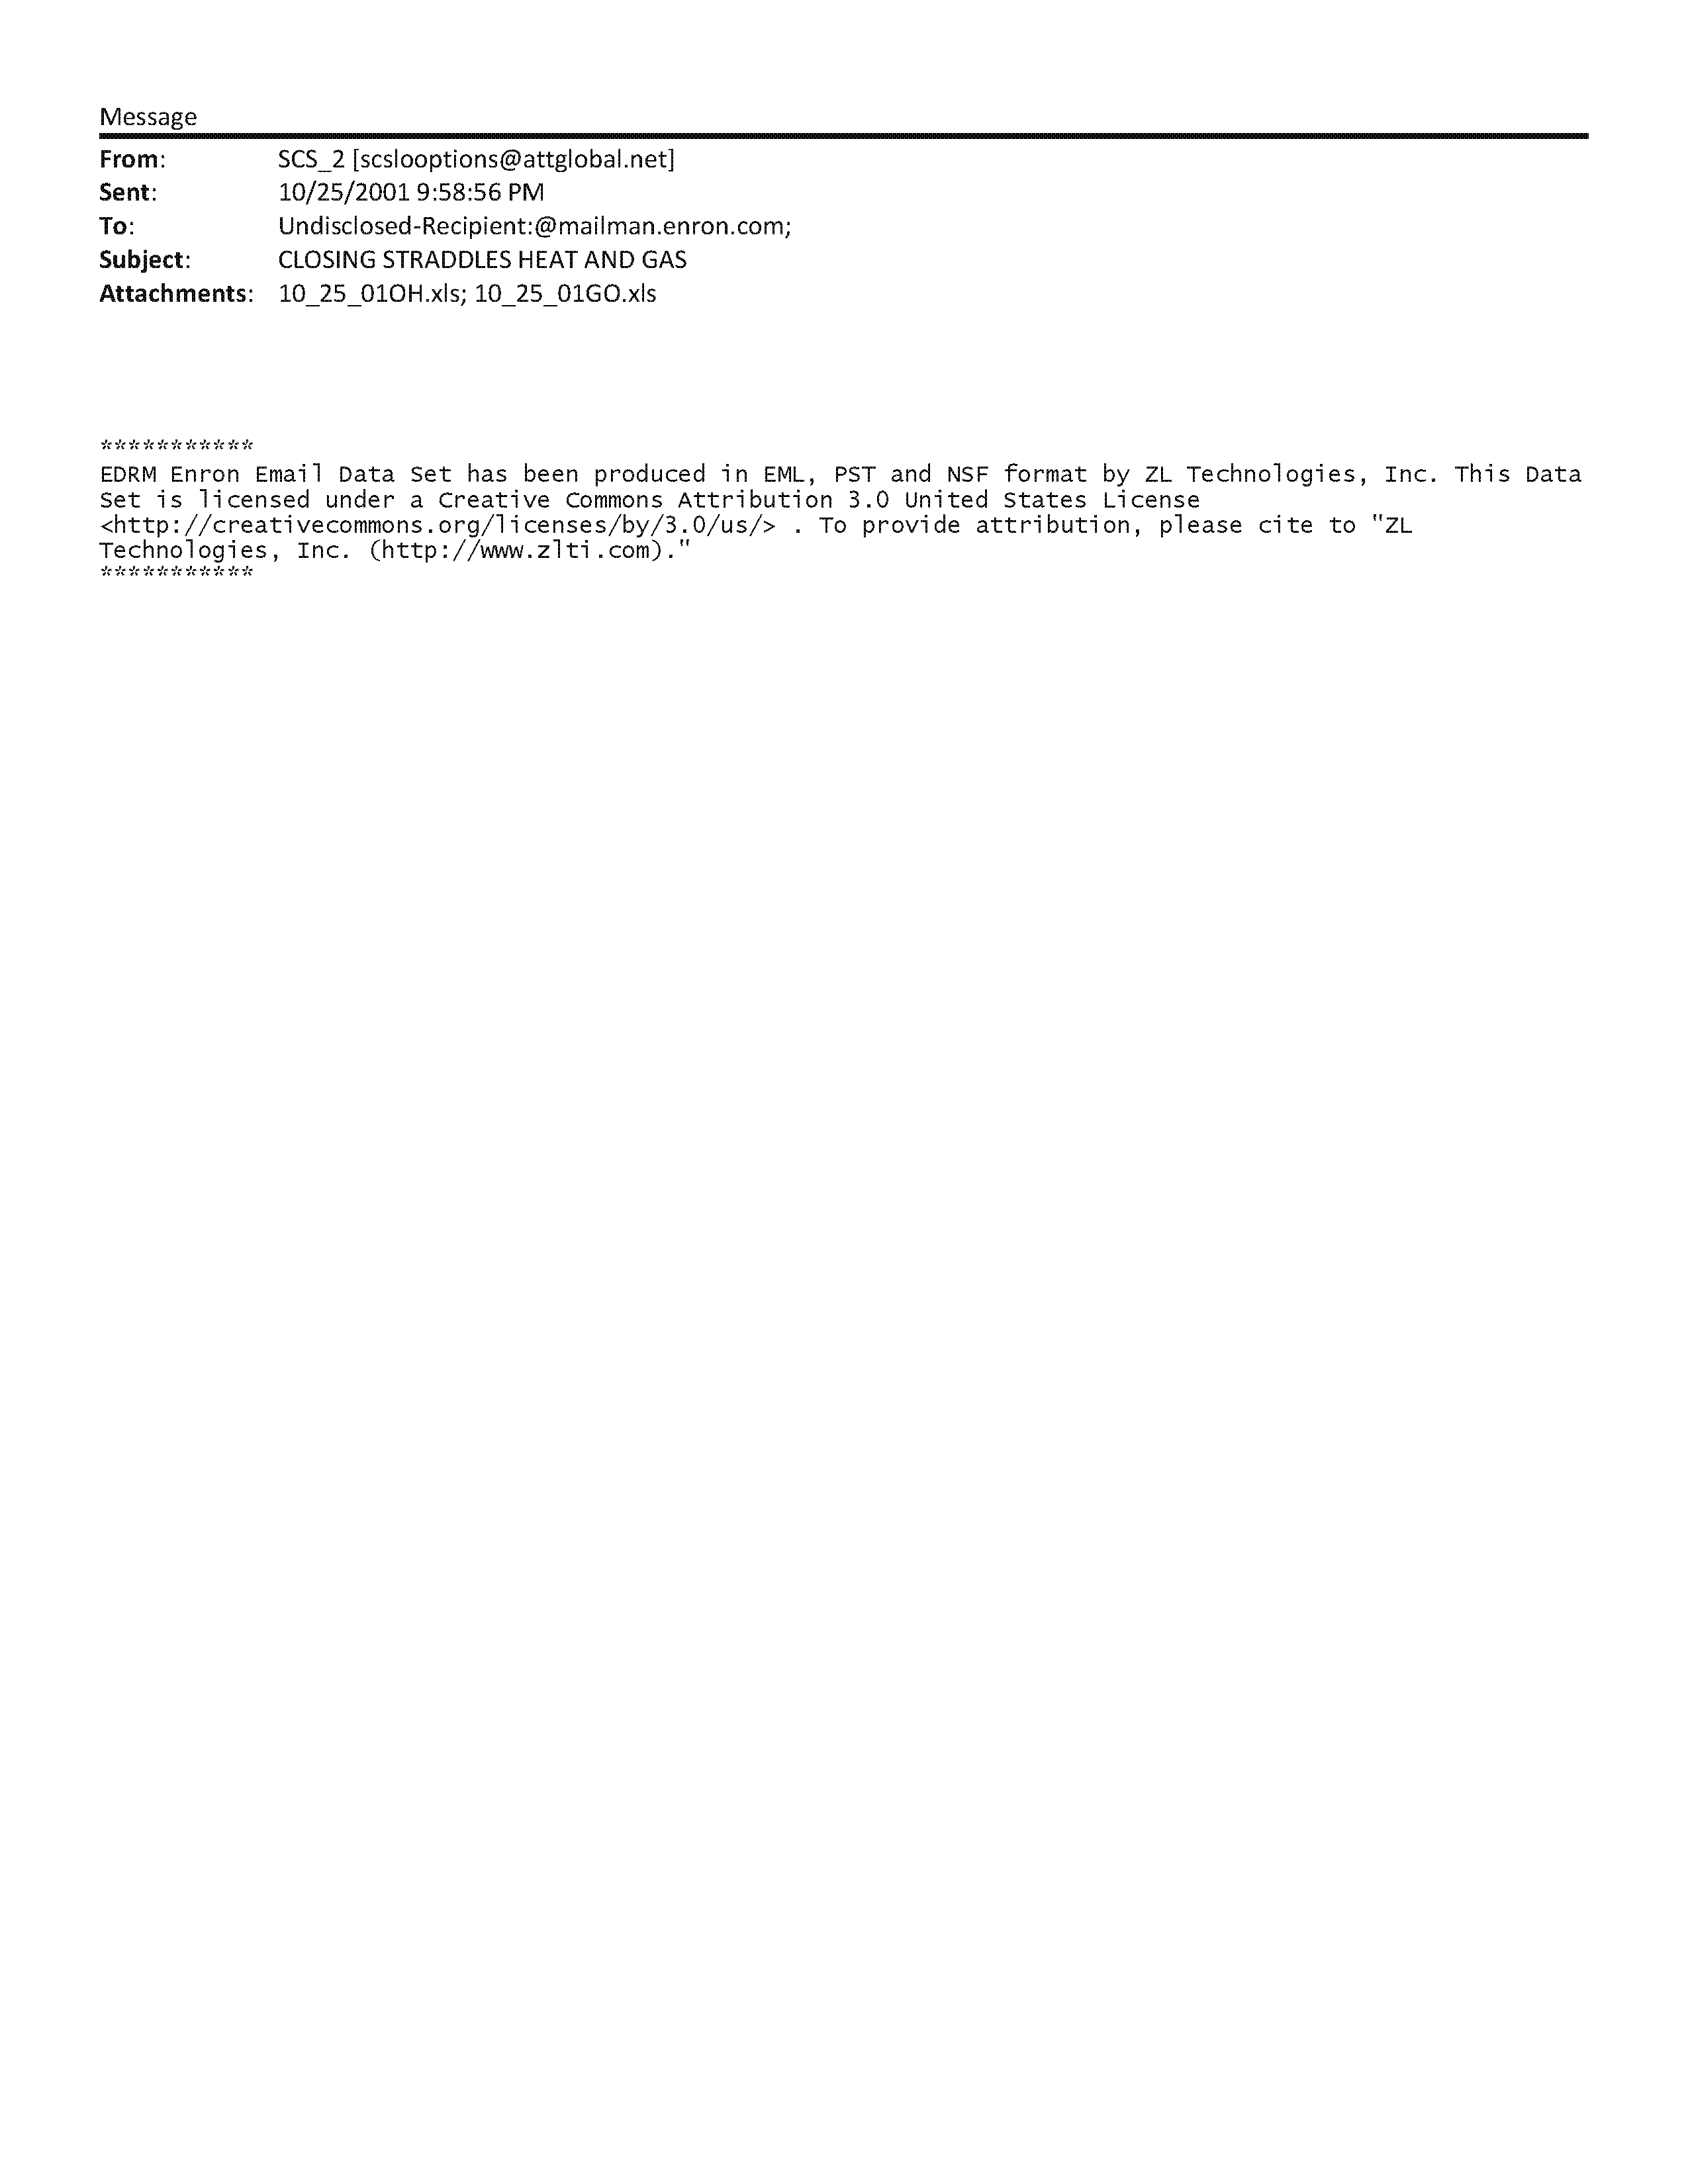 Message
From: SCS_2 [scslooptions@attglobal.net]
Sent: 10/25/2001 9:58:56 PM
To: Undisclosed-Recipient:@mailman.enron.com;
Subject: CLOSING STRADDLES HEAT AND GAS
Attachments: 10_25_01OH.xls; 10_25_01GO.xls
***********
EDRM Enron Email Data Set has been produced in EML, PST and NSF format by ZL Technologies, Inc. This Data
Set is licensed under a Creative Commons Attribution 3.0 United States License
<http://creativecommons.org/licenses/by/3.0/us/> . To provide attribution, please cite to "ZL
Technologies, Inc. (http://www.zlti.com)."
***********